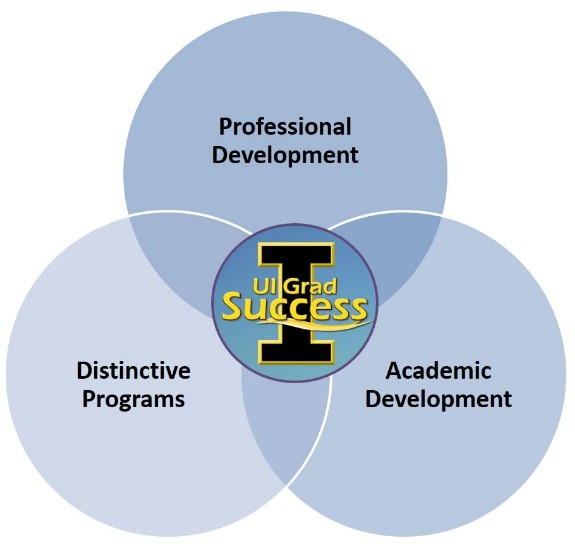 Professional
Development
I
UI Grad
Success
Distinctive
Programs
Academic
Development